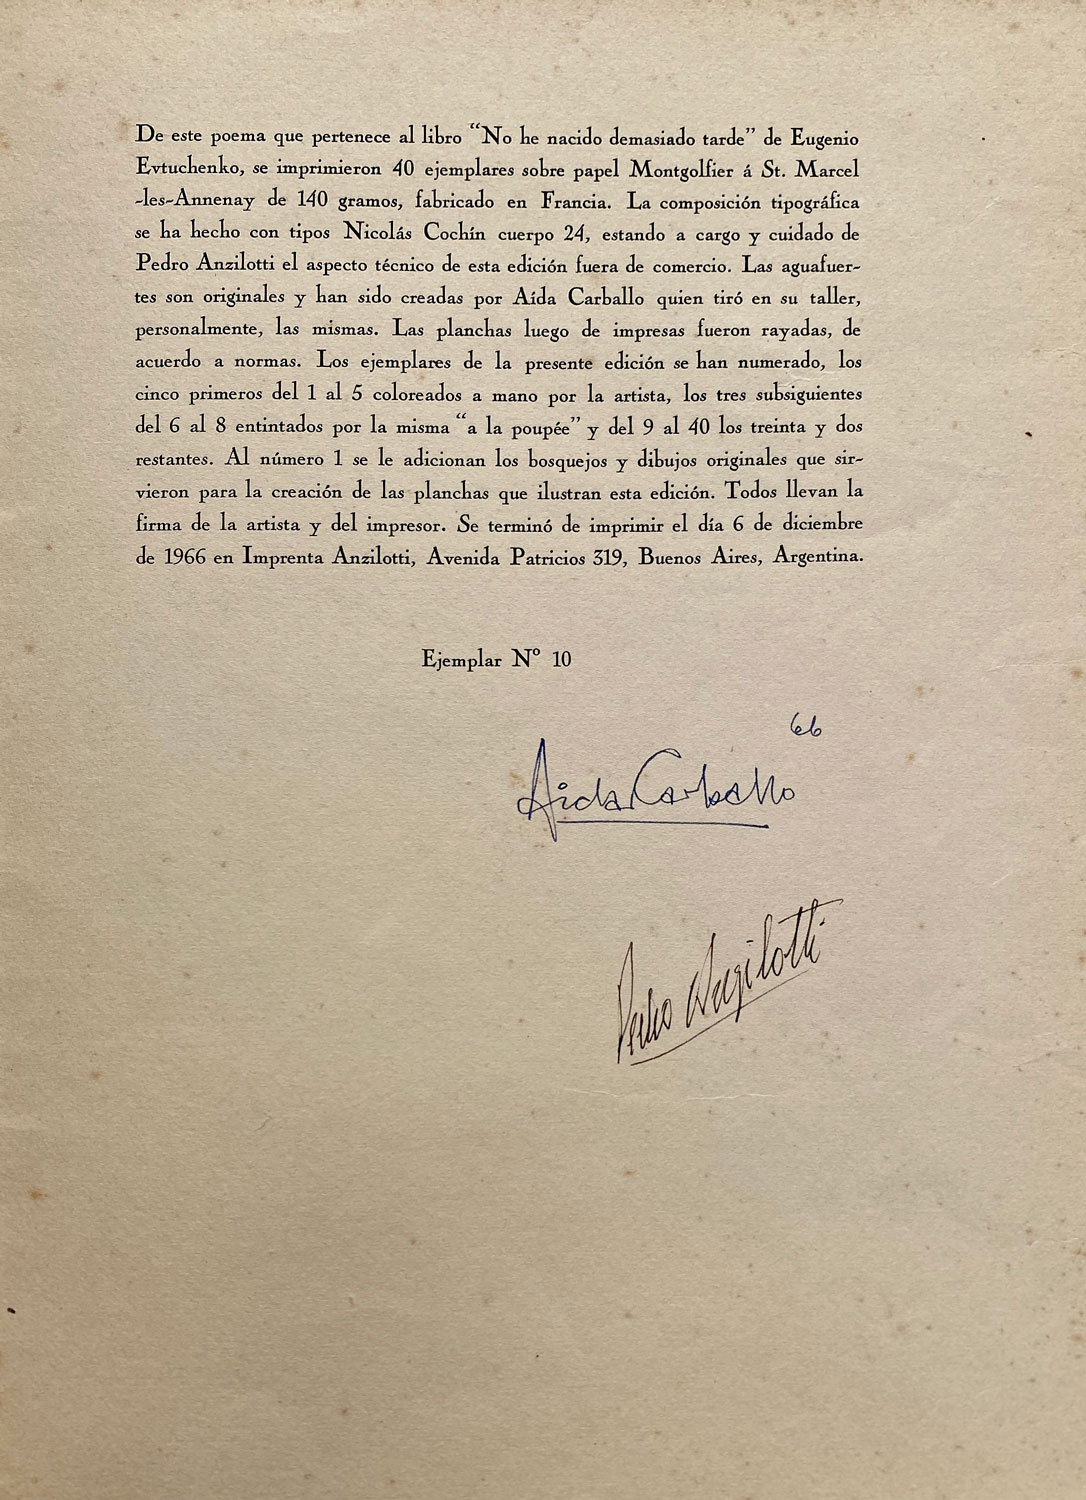 De este poema que pertenece al libro “No he nacido demasiado tarde” de Eugenio
Evtuchenko, se imprimieron 40 ejemplares sobre papel Montgolfier á St. Marcel
-les-Annenay de 140 gramos, fabricado en Francia. La composición tipográfica
se ha hecho con tipos Nicolás Cochín cuerpo 24, estando a cargo y cuidado de
Pedro Anzilotti el aspecto técnico de esta edición fuera de comercio. Las aguafuer-
tes son originales y han sido creadas por Aída Carballo quien tiró en su taller,
personalmente, las mismas. Las planchas luego de impresas fueron rayadas, de
acuerdo a normas. Los ejemplares de la presente edición se han numerado, los
cinco primeros del 1 al 5 coloreados a mano por la artista, los tres subsiguientes
del 6 al 8 entintados por la misma “a la poupée” y del 9 al 40 los treinta y dos
restantes. Al número 1 se le adicionan los bosquejos y dibujos originales que sir-
vieron para la creación de las planchas que ilustran esta edición. Todos llevan la
firma de la artista y del impresor. Se terminó de imprimir el día 6 de diciembre
de 1966 en Imprenta Anzilotti, Avenida Patricios 319, Buenos Aires, Argentina.
Ejemplar Nº 10
66
Aida Carballo
Pedro Anzilotti